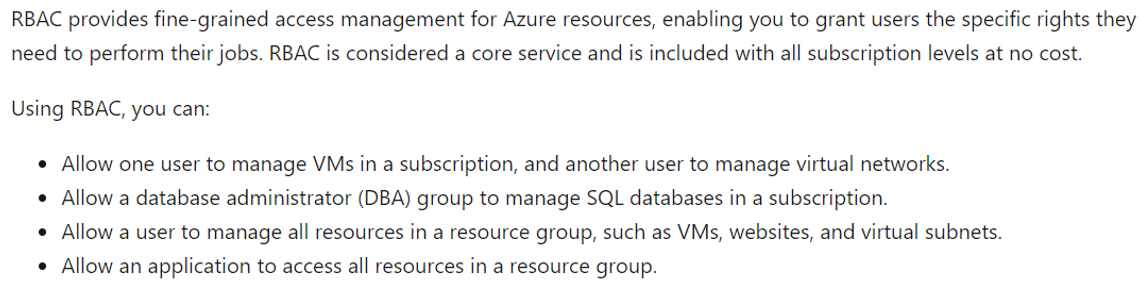 RBAC provides fine-grained access management for Azure resources, enabling you to grant users the specific rights they
need to perform their jobs. RBAC is considered a core service and is included with all subscription levels at no cost.
Using RBAC, you can:
• Allow one user to manage VMs in a subscription, and another user to manage virtual networks.
• Allow a database administrator (DBA) group to manage SQL databases in a subscription.
• Allow a user to manage all resources in a resource group, such as VMs, websites, and virtual subnets.
• Allow an application to access all resources in a resource group.